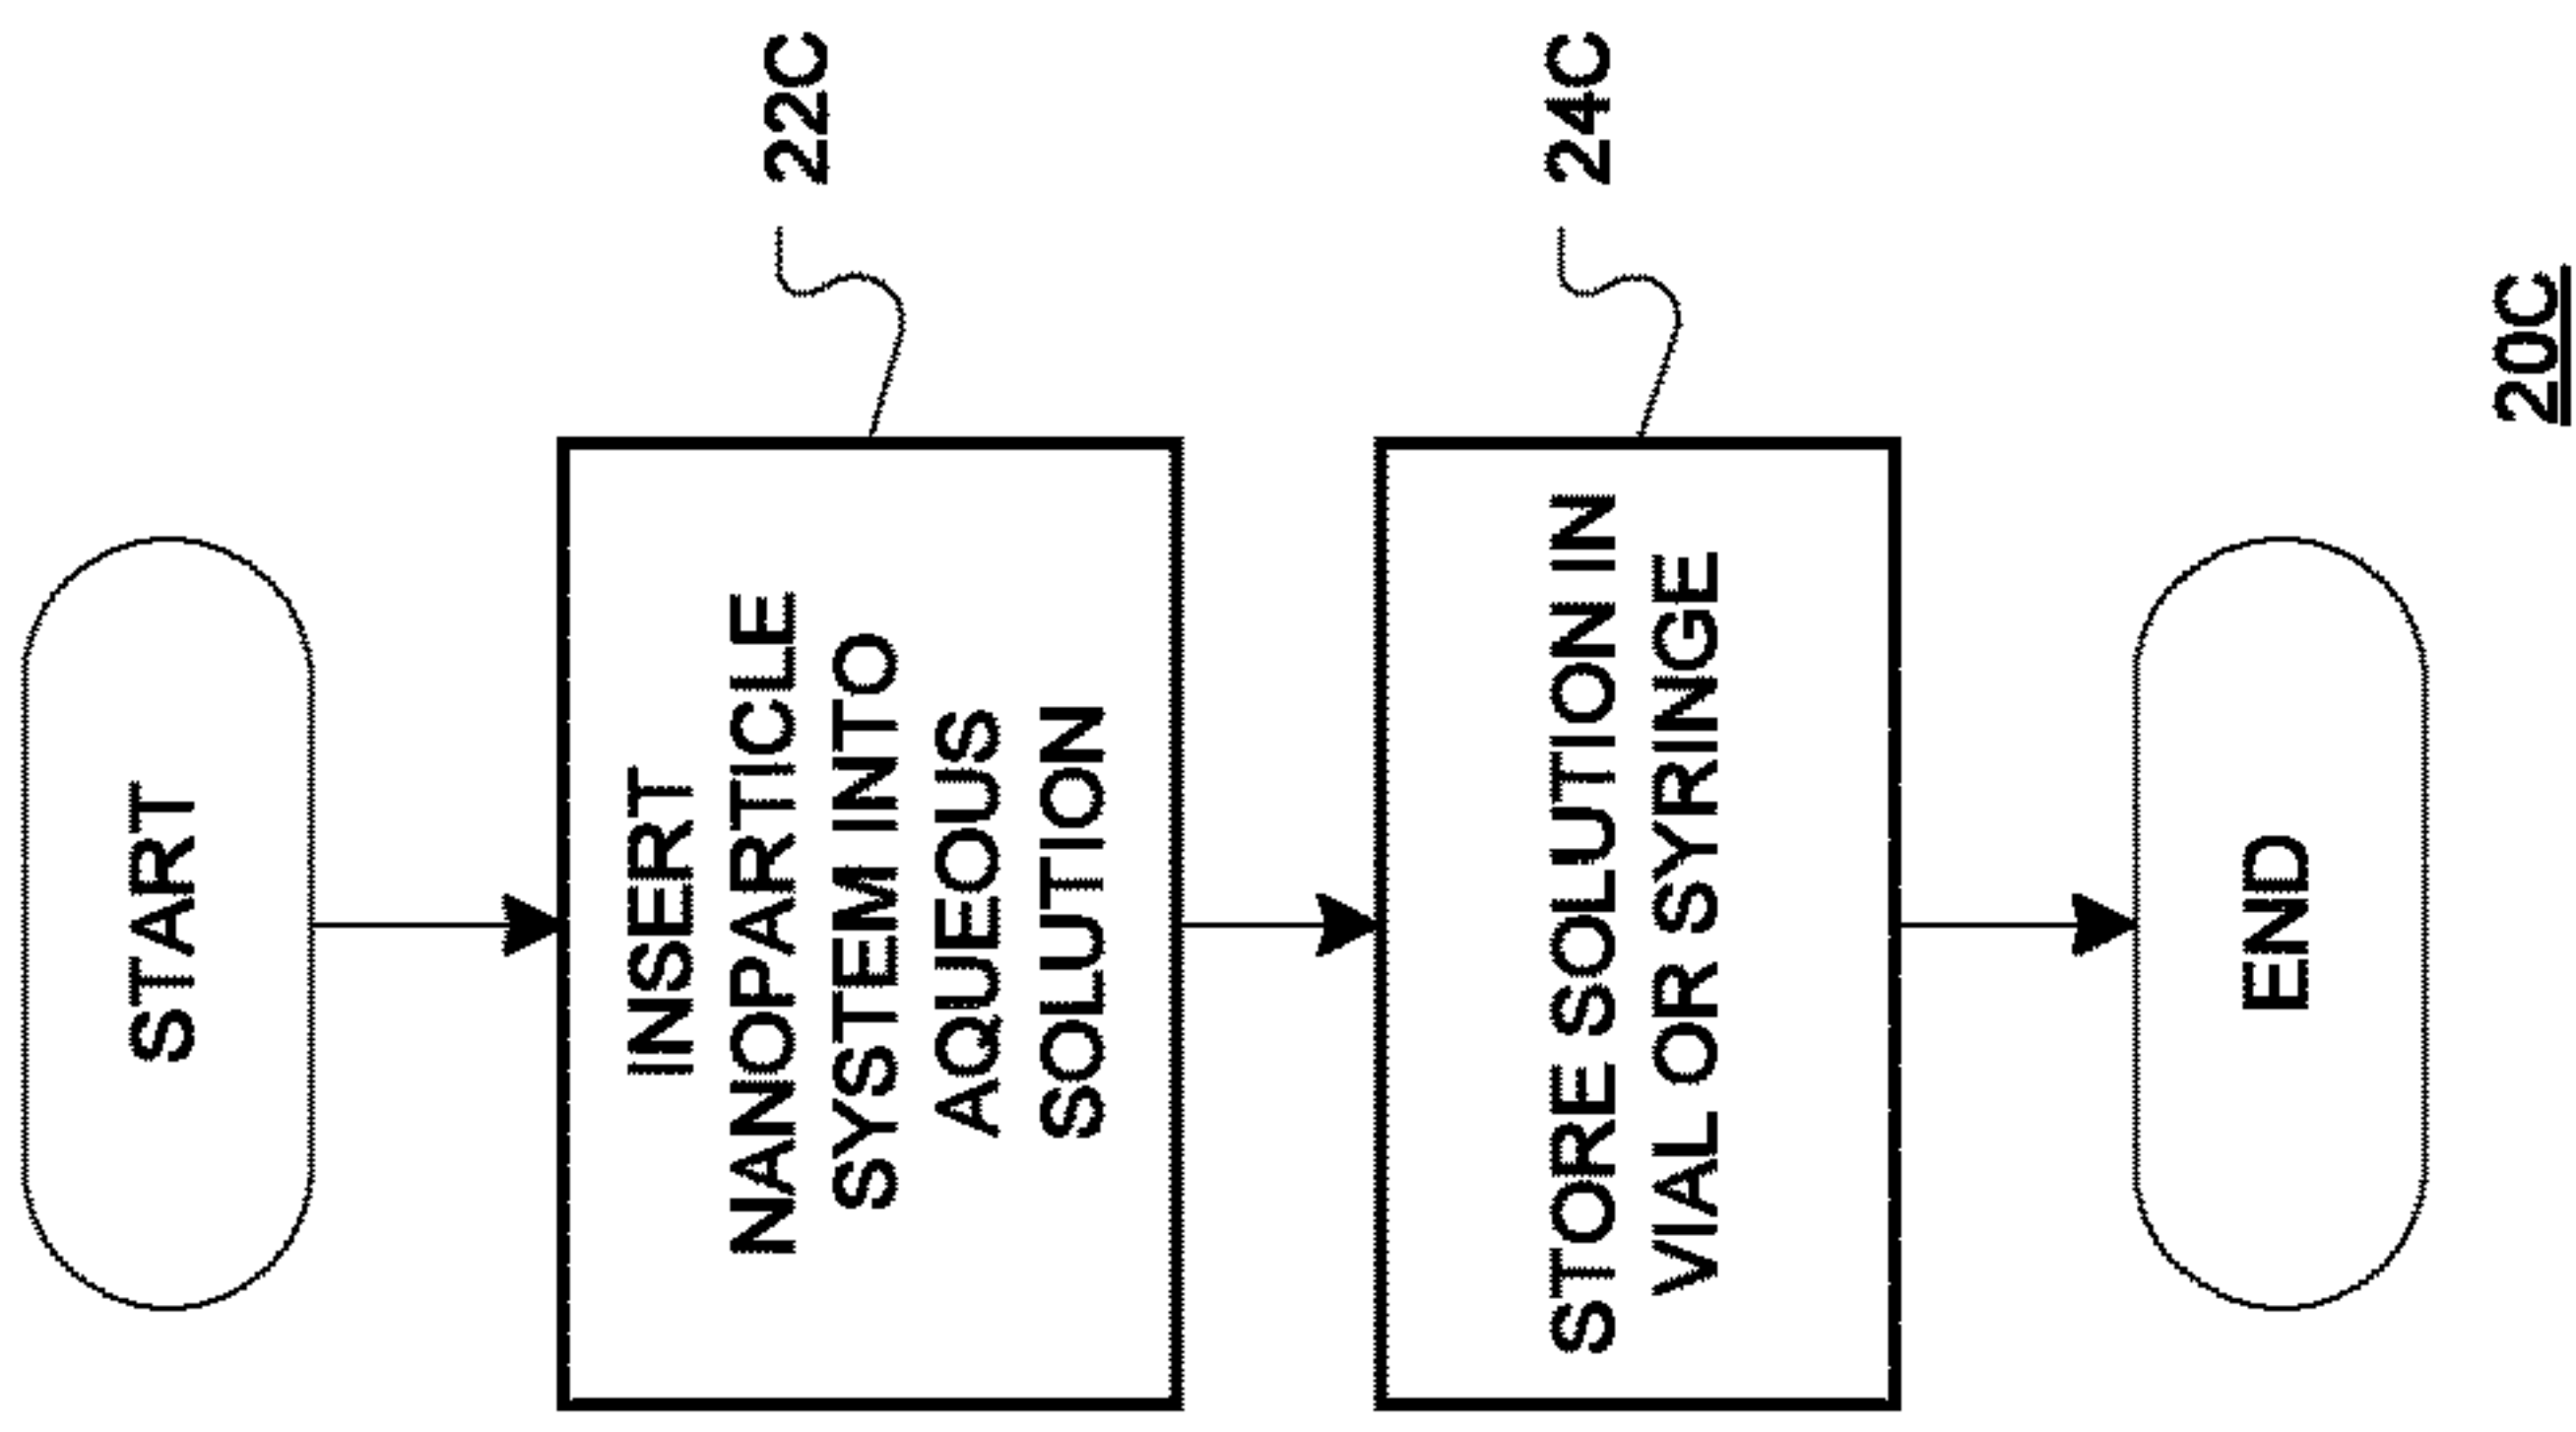 START
INSERT
NANOPARTICLE
SYSTEM INTO
AQUEOUS
SOLUTION
22C
STORE SOLUTION IN
VIAL OR SYRINGE
24C
END
20C